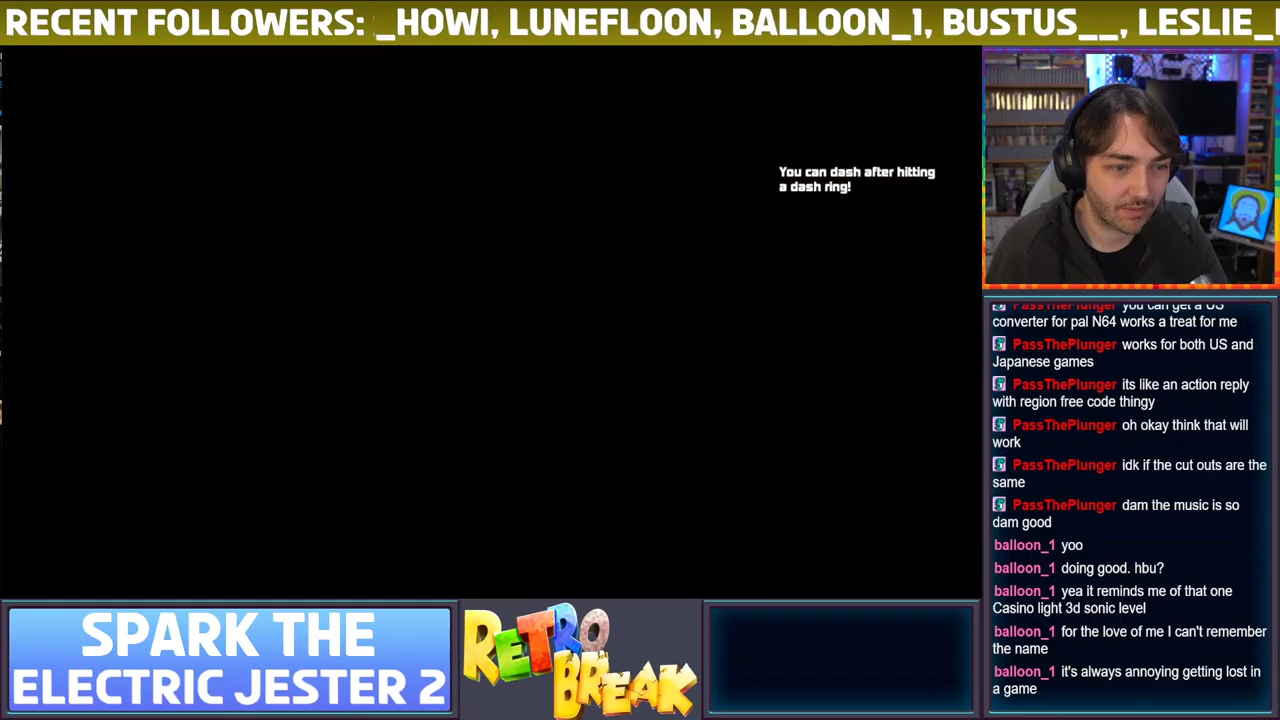 RECENT FOLLOWERS: _HOWI, LUNEFLOON, BALLOON_1, BUSTUS__, LESLIE_
You can dash after hitting
a dash ring!
PassThePlunger you can get a US
converter for pal N64 works a treat for me
PassThePlunger works for both US and
Japanese games
PassThePlunger its like an action reply
with region free code thingy
PassThePlunger oh okay think that will
work
PassThePlunger idk if the cut outs are the
same
PassThePlunger dam the music is so
dam good
balloon_1 yoo
balloon_1 doing good. hbu?
balloon_1 yea it reminds me of that one
Casino light 3d sonic level
balloon_1 for the love of me I can't remember
the name
balloon_1 it's always annoying getting lost in
a game
SPARK THE
ELECTRIC JESTER 2
RETRO
BREAK